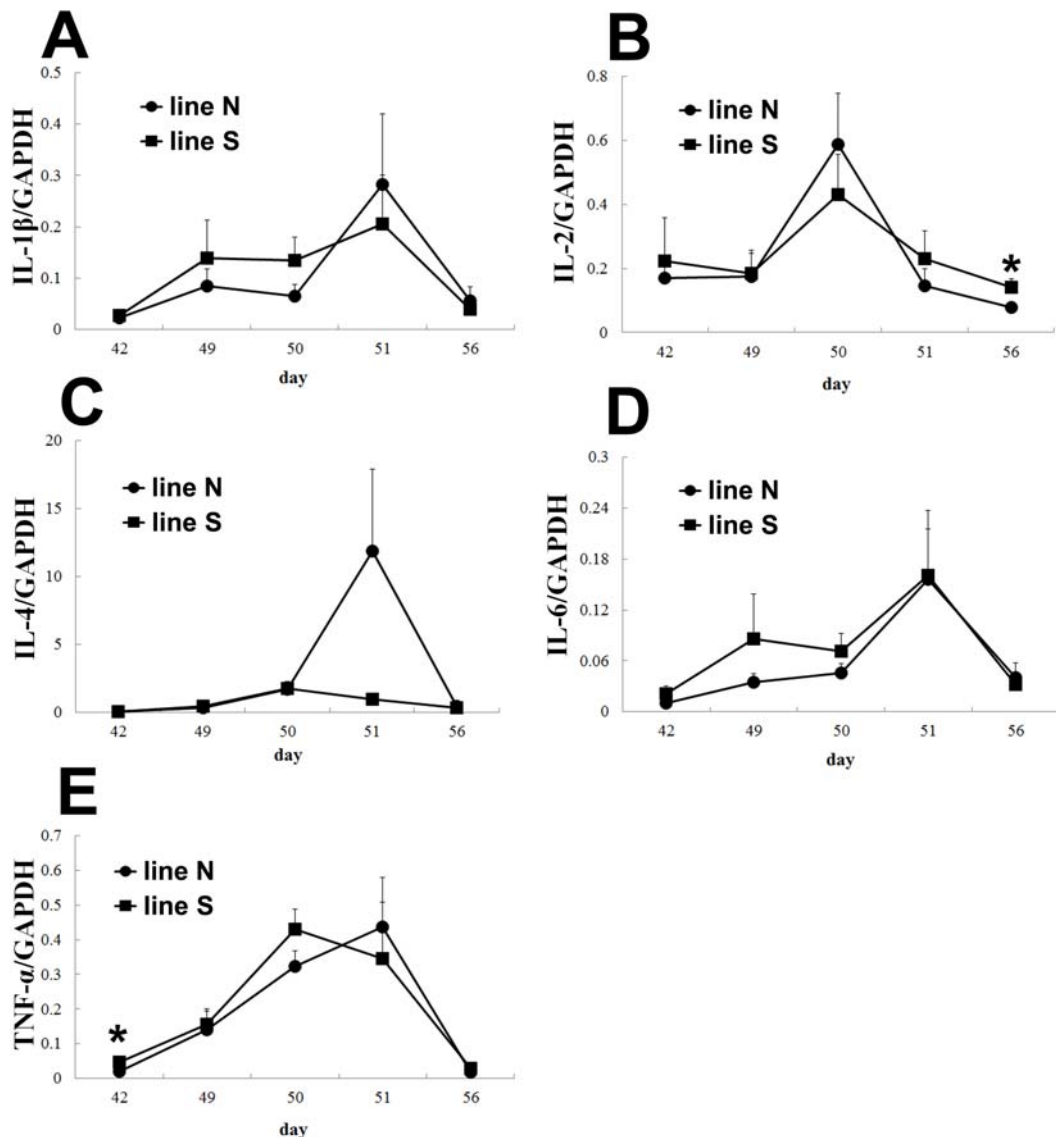 A
IL-1β/GAPDH
0.5
0.4
0.3
0.2
0.1
0
line N
line S
42 49 50 51 56
day
B
IL-2/GAPDH
0.8
0.6
0.4
0.2
0
line N
line S
*
42 49 50 51 56
day
C
IL-4/GAPDH
20
15
10
5
0
line N
line S
42 49 50 51 56
day
D
IL-6/GAPDH
0.3
0.24
0.18
0.12
0.06
0
line N
line S
42 49 50 51 56
day
E
TNF-α/GAPDH
0.7
0.6
0.5
0.4
0.3
0.2
0.1
0
line N
line S
*
42 49 50 51 56
day